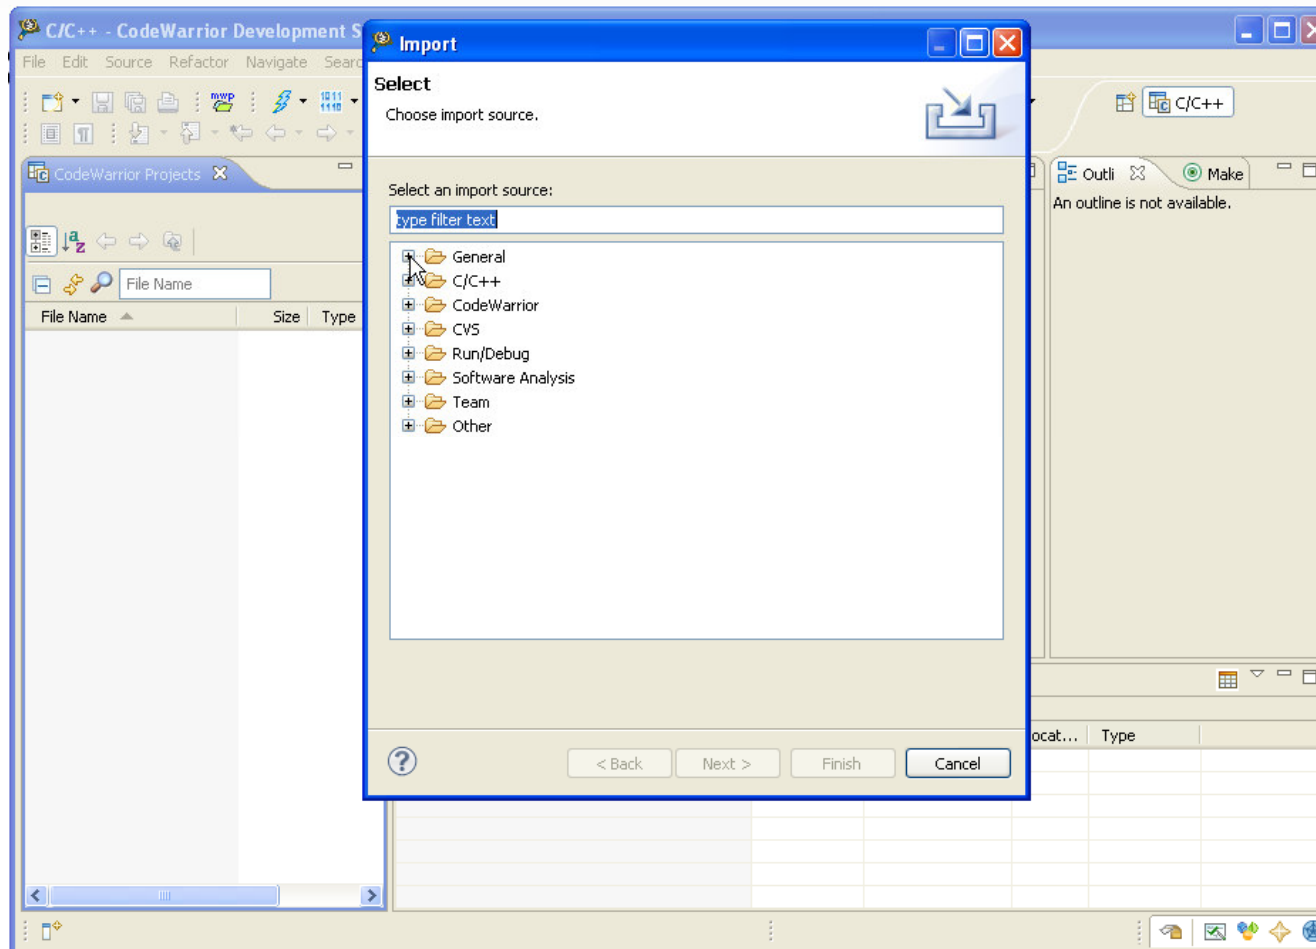 C/C++ - CodeWarrior Development S
File Edit Source Refactor Navigate Searc
C/C++
CodeWarrior Projects
File Name
File Name Size Type
Import
Select
Choose import source.
Select an import source:
type filter text
General
C/C++
CodeWarrior
CVS
Run/Debug
Software Analysis
Team
Other
< Back Next > Finish Cancel
Outli Make
An outline is not available.
ocat... Type